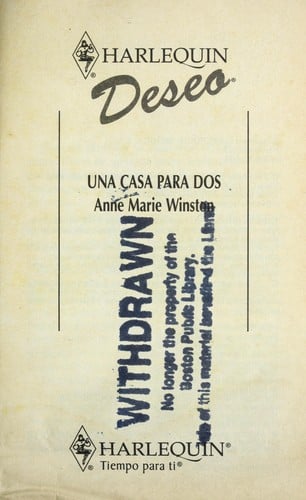 HARLEQUIN®
Deseo®
UNA CASA PARA DOS
Anne Marie Winston
WITHDRAWN
No longer the property of the
Boston Public Library.
of this material benefited the Library
HARLEQUIN®
Tiempo para ti®